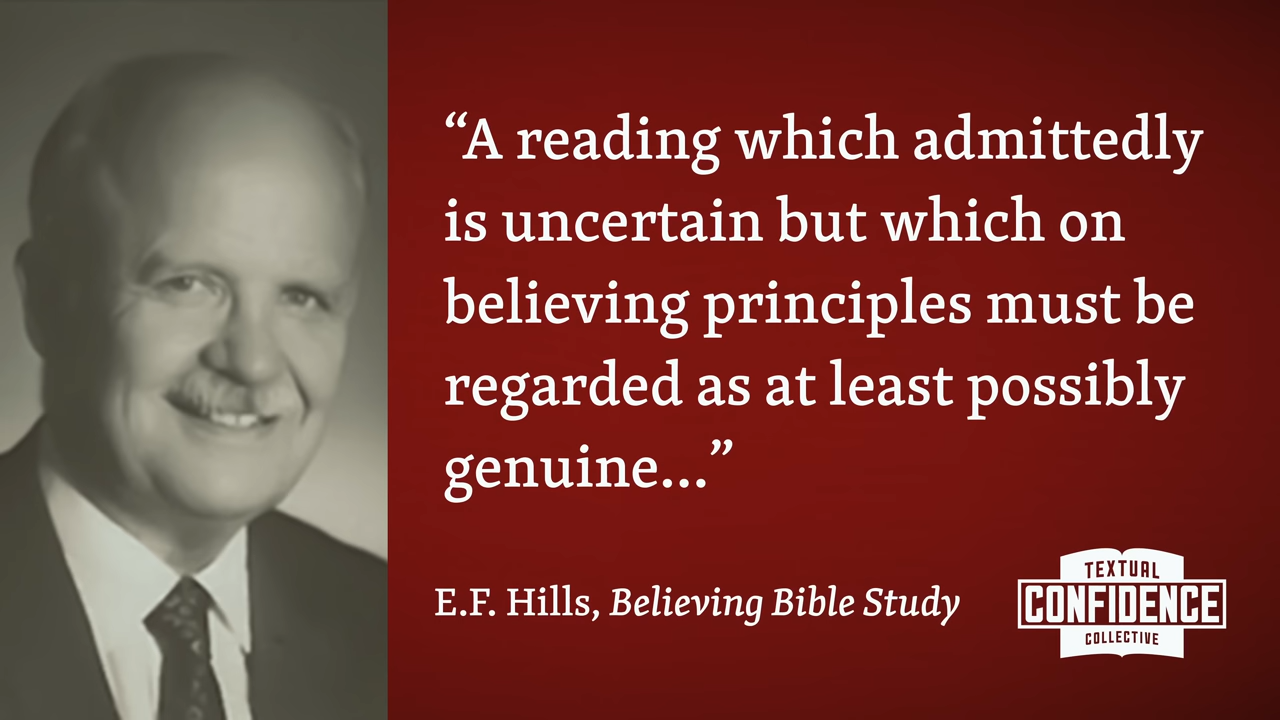 “A reading which admittedly
is uncertain but which on
believing principles must be
regarded as at least possibly
genuine...”
E.F. Hills, Believing Bible Study
TEXTUAL
CONFIDENCE
COLLECTIVE